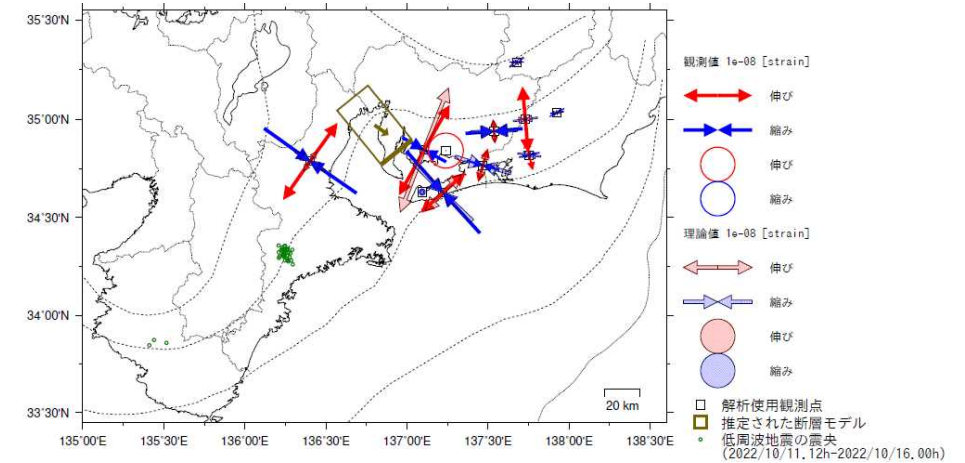 35°30'N
35°00'N
34°30'N
34°00'N
33°30'N
135°00'E
135°30'E
136°00'E
136°30'E
137°00'E
137°30'E
138°00'E
138°30'E
20 km
観測値 1e-08 [strain]
伸び
縮み
伸び
縮み
理論値 1e-08 [strain]
伸び
縮み
伸び
縮み
解析使用観測点
推定された断層モデル
低周波地震の震央
(2022/10/11.12h-2022/10/16.00h)